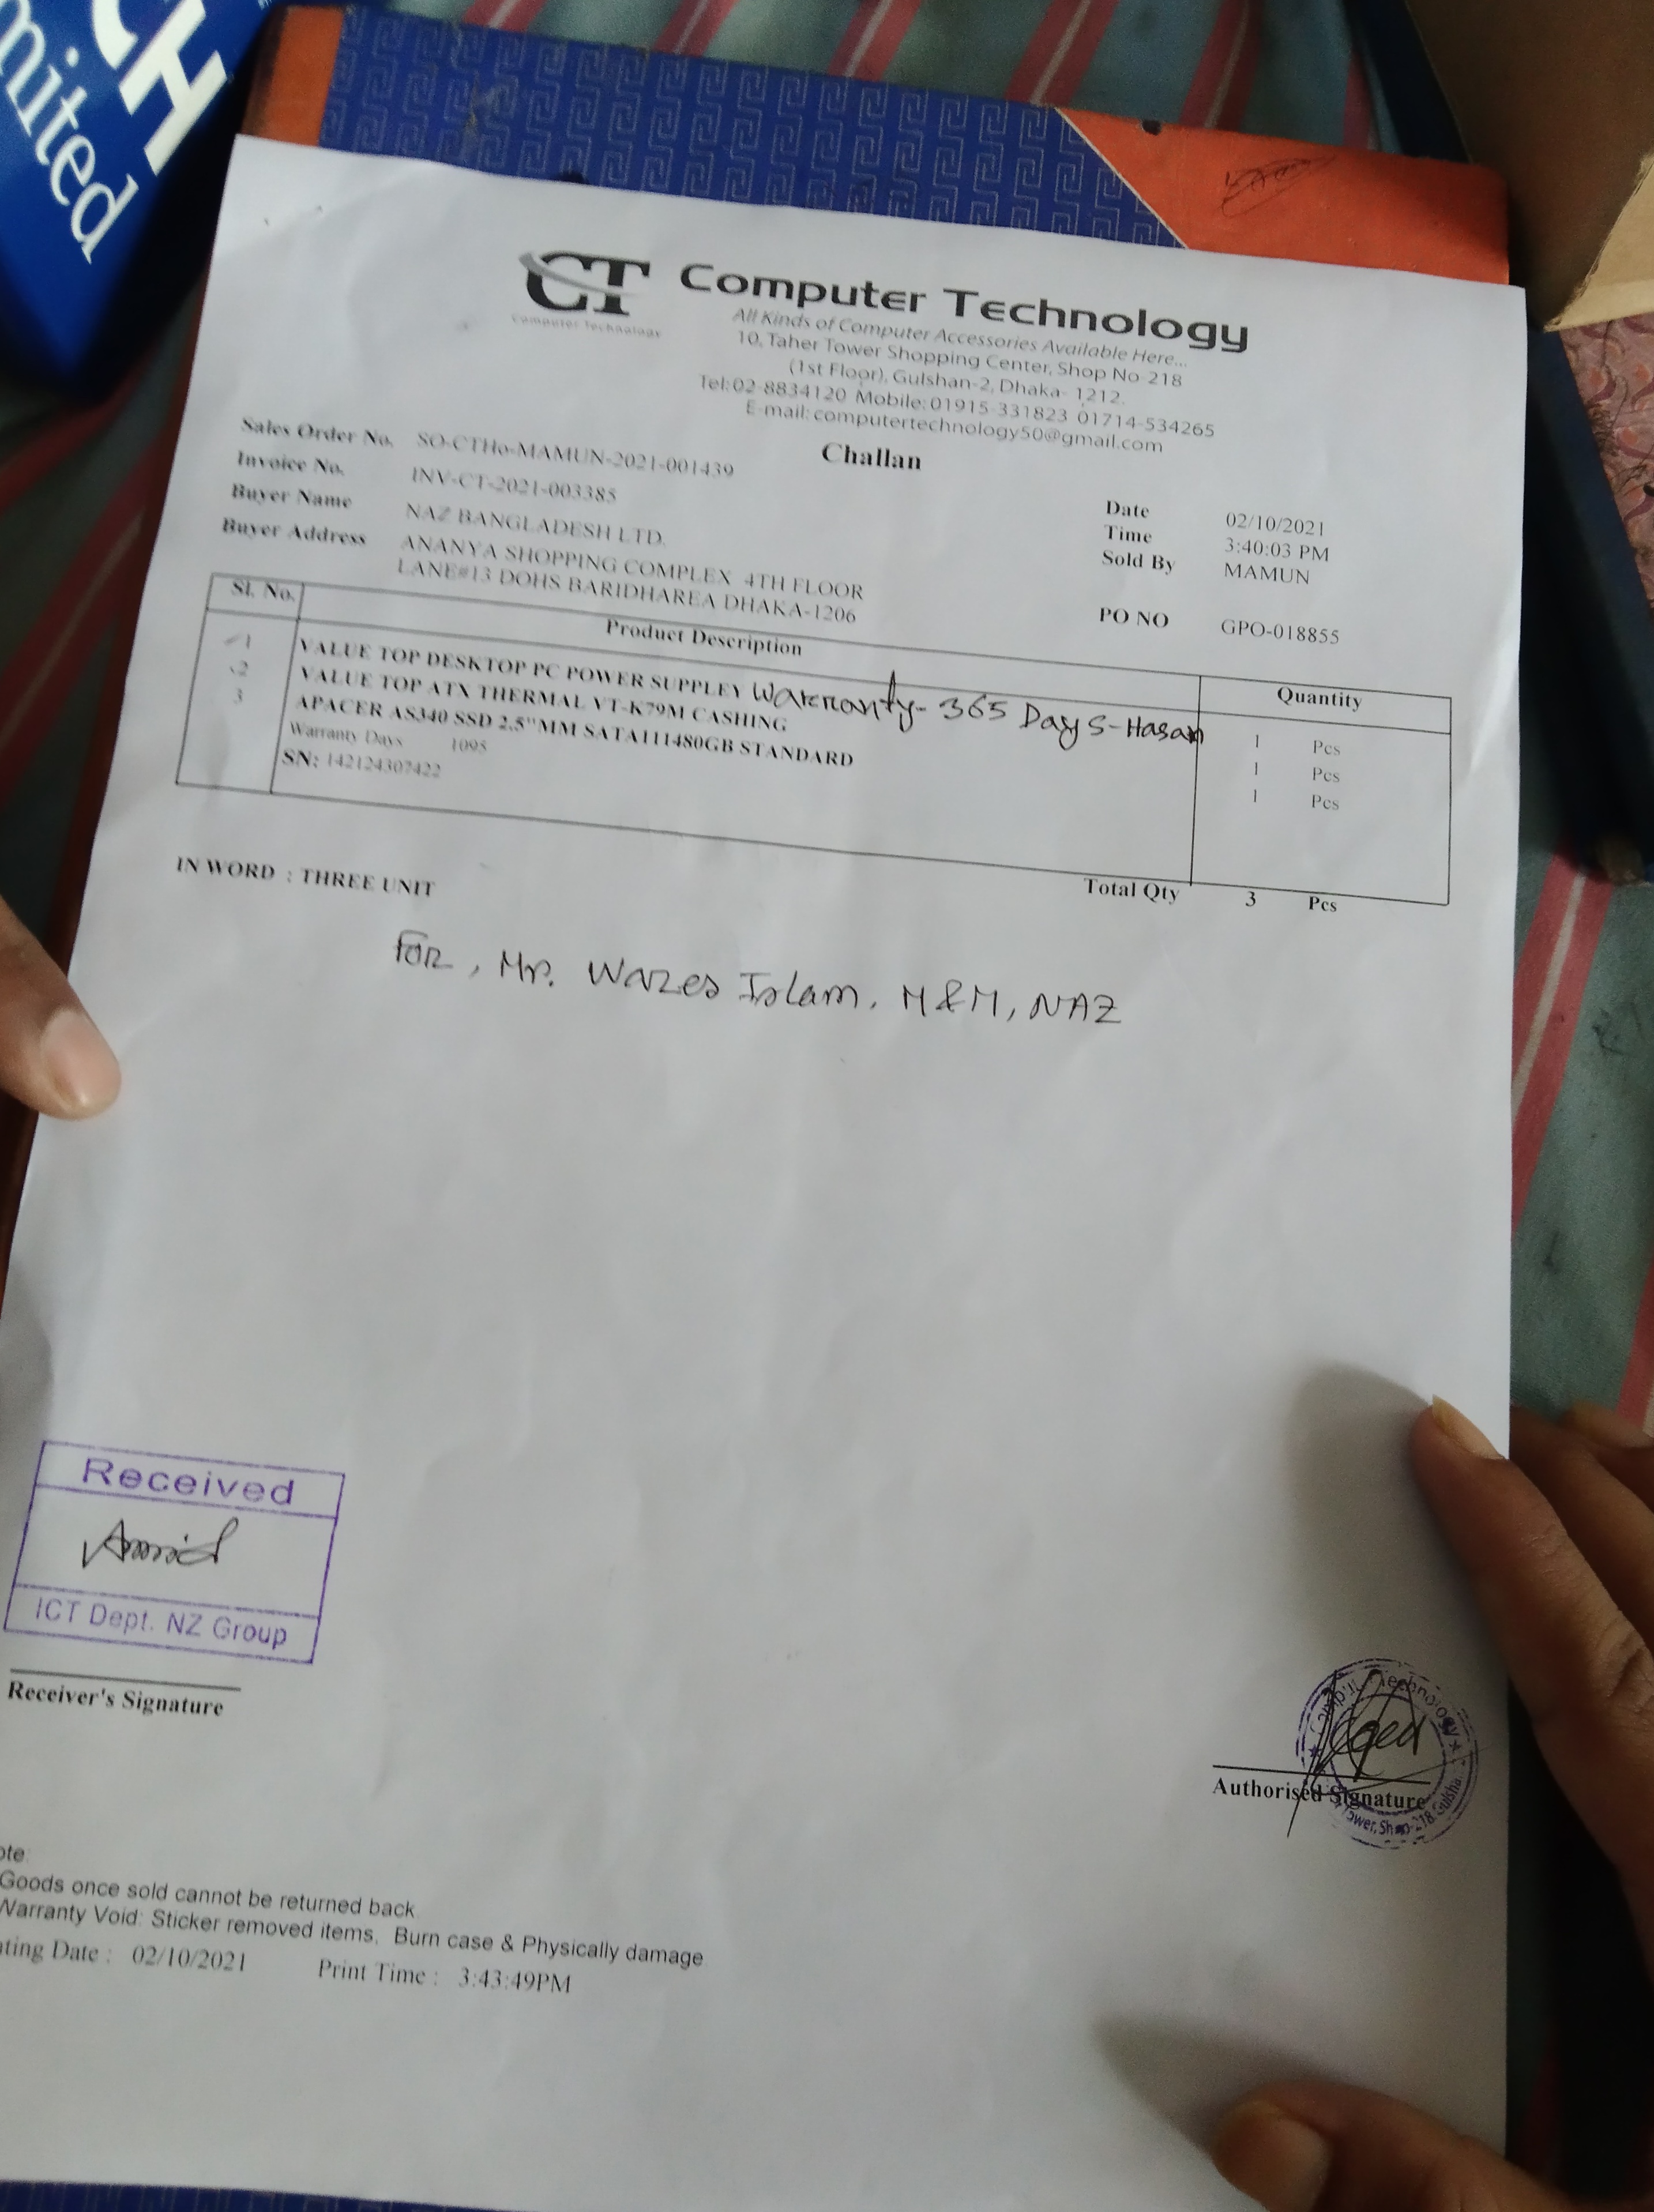 CH
mited
CT Computer Technology
Computer Technology
All Kinds of Computer Accessories Available Here...
10, Taher Tower Shopping Center, Shop No-218
(1st Floor), Gulshan-2, Dhaka- 1212.
Tel:02-8834120 Mobile: 01915-331823 01714-534265
E-mail: computertechnology50@gmail.com
Challan
Sales Order No. SO-CTHo-MAMUN-2021-001439
Invoice No. INV-CT-2021-003385
Buyer Name NAZ BANGLADESH LTD.
Buyer Address ANANYA SHOPPING COMPLEX 4TH FLOOR
LANE#13 DOHS BARIDHAREA DHAKA-1206
Date 02/10/2021
Time 3:40:03 PM
Sold By MAMUN
PO NO GPO-018855
Sl. No. Product Description Quantity
1 VALUE TOP DESKTOP PC POWER SUPPLEY Warranty- 365 Days-Hasan 1 Pcs
2 VALUE TOP ATX THERMAL VT-K79M CASHING 1 Pcs
3 APACER AS340 SSD 2.5"MM SATA111480GB STANDARD 1 Pcs
Warranty Days 1095
SN: 142124307422
Total Qty 3 Pcs
IN WORD : THREE UNIT
For, Mr. Wazes Islam, M&M, NAZ
Received
ICT Dept. NZ Group
Receiver's Signature
Technology
Tower, Shop-218, Gulsha
Authorised Signature
ote:
Goods once sold cannot be returned back
Warranty Void: Sticker removed items, Burn case & Physically damage
ting Date : 02/10/2021 Print Time : 3:43:49PM